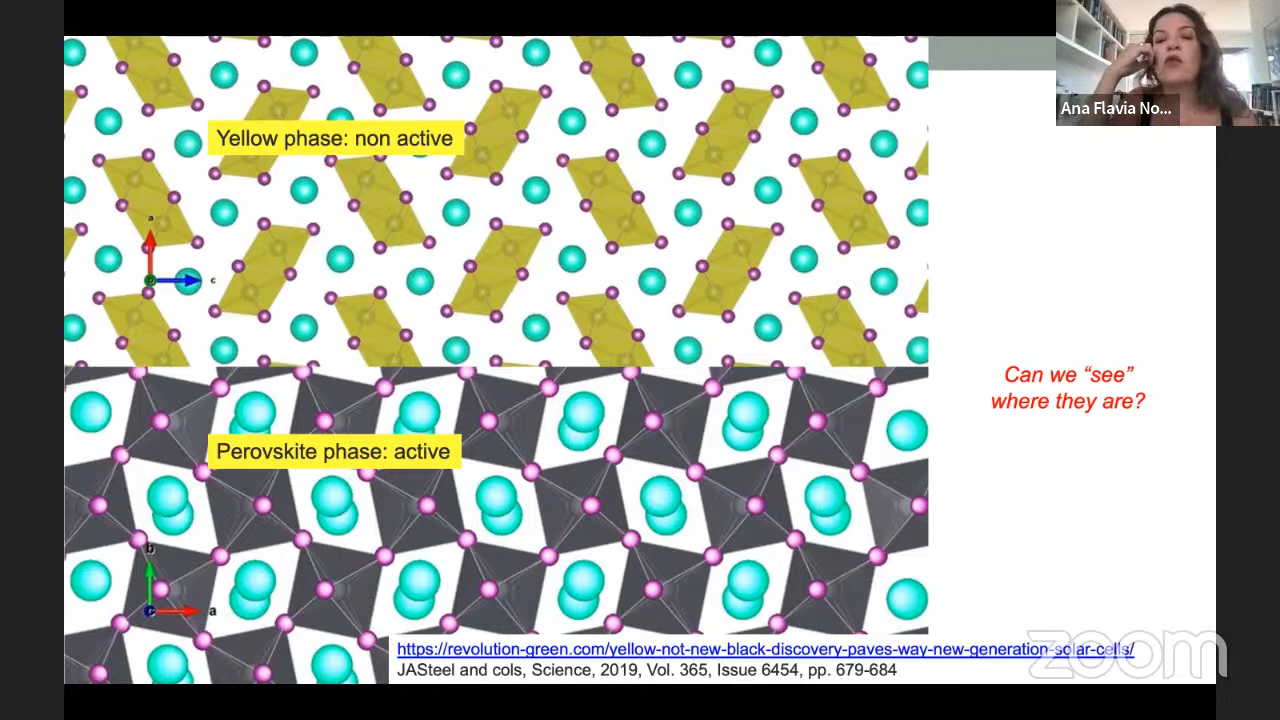 Ana Flavia No...
Yellow phase: non active
a
c
Can we “see”
where they are?
Perovskite phase: active
b
a
https://revolution-green.com/yellow-not-new-black-discovery-paves-way-new-generation-solar-cells/
JASteel and cols, Science, 2019, Vol. 365, Issue 6454, pp. 679-684
zoom